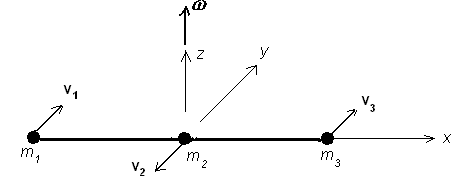 ω
z
y
v₁
v₃
x
m₁
v₂
m₂
m₃